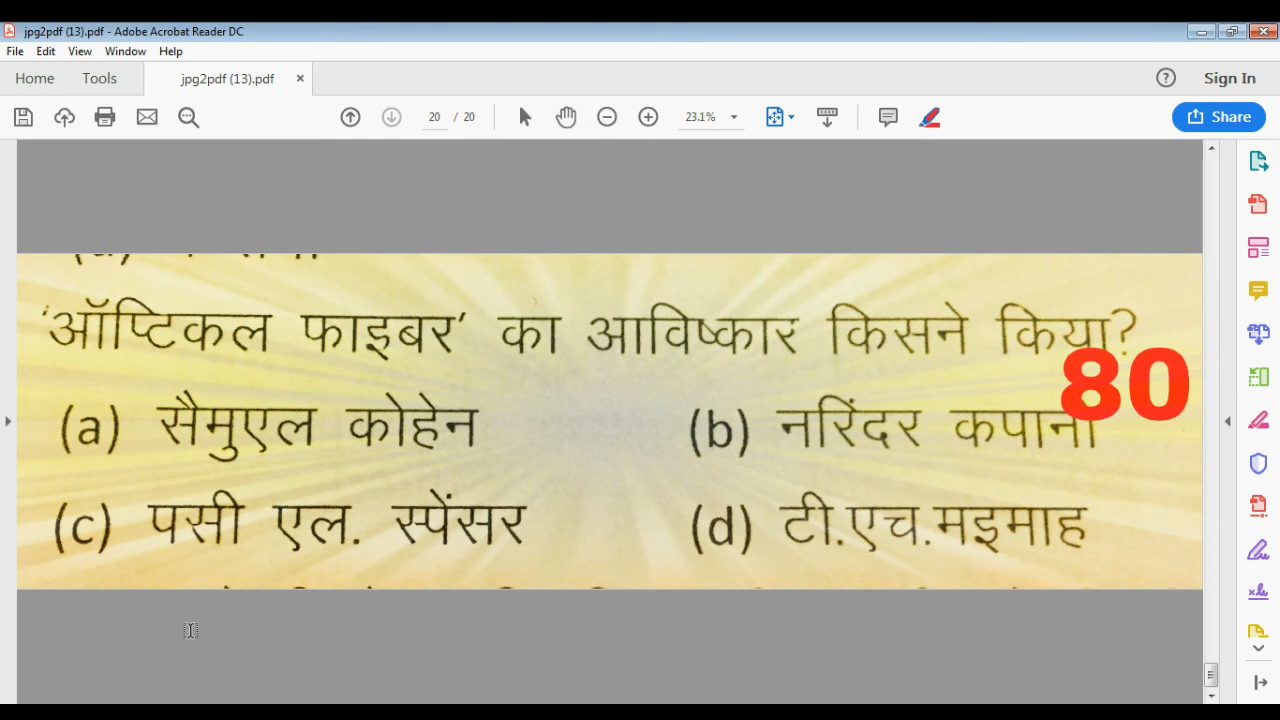 jpg2pdf (13).pdf - Adobe Acrobat Reader DC
File Edit View Window Help
Home Tools jpg2pdf (13).pdf × Sign In
20 / 20 23.1% Share
'ऑप्टिकल फाइबर' का आविष्कार किसने किया?
80
(a) सैमुएल कोहेन (b) नरिंदर कपानी
(c) पसी एल. स्पेंसर (d) टी.एच.मइमाह